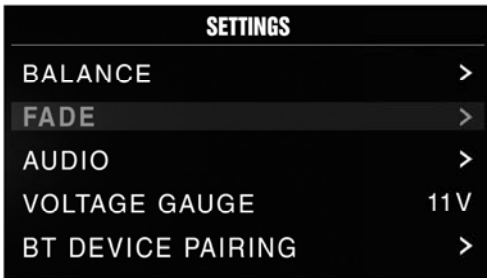 SETTINGS
BALANCE >
FADE >
AUDIO >
VOLTAGE GAUGE 11V
BT DEVICE PAIRING >